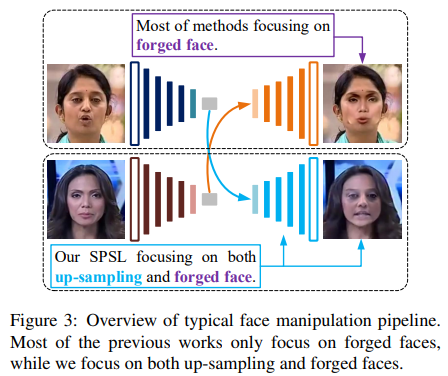 Most of methods focusing on
forged face.
Our SPSL focusing on both
up-sampling and forged face.
Figure 3: Overview of typical face manipulation pipeline.
Most of the previous works only focus on forged faces,
while we focus on both up-sampling and forged faces.